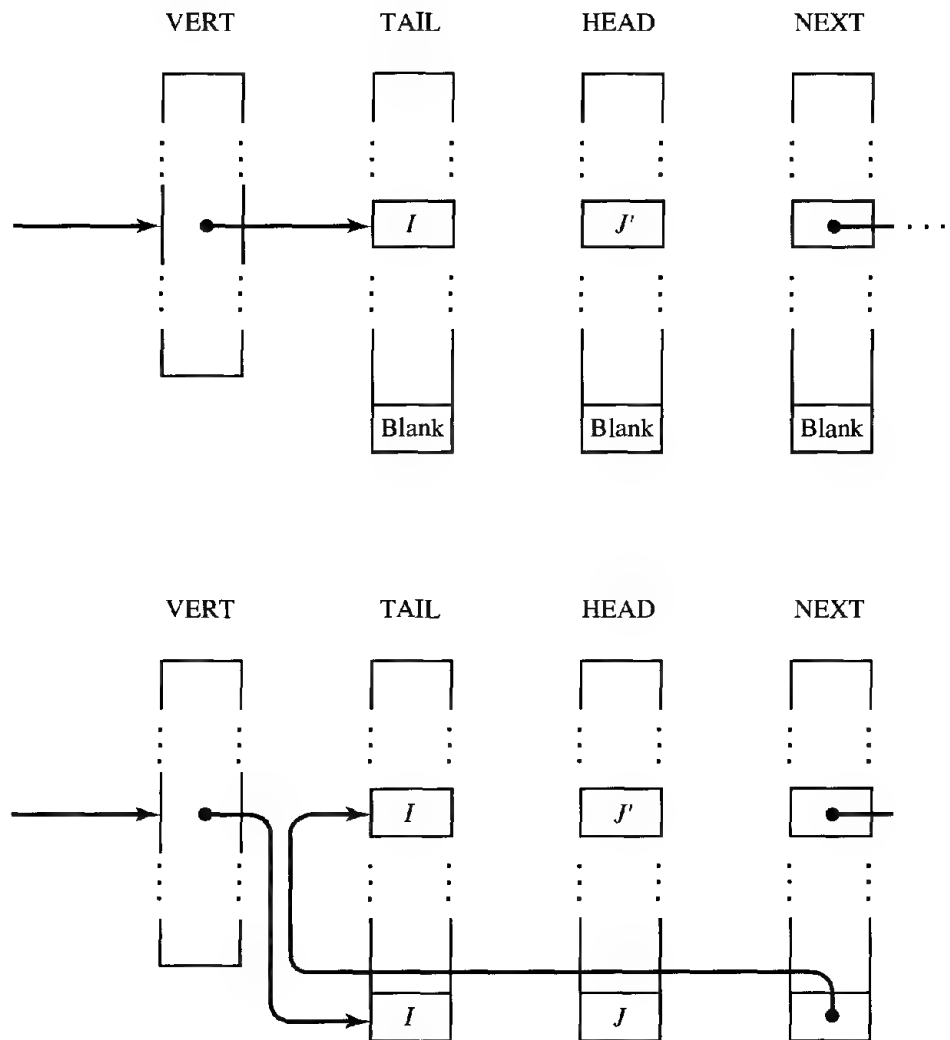 VERT TAIL HEAD NEXT
I J'
Blank Blank Blank
VERT TAIL HEAD NEXT
I J'
I J